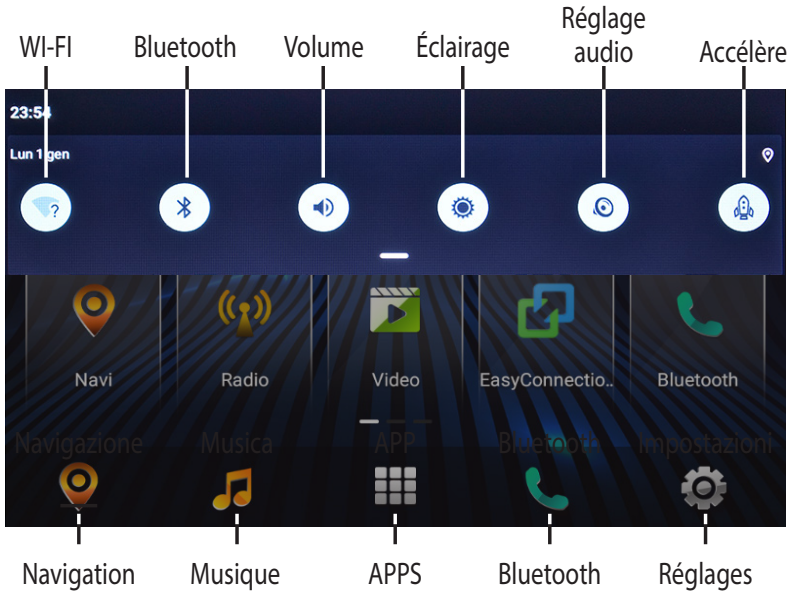 WI-FI Bluetooth Volume Éclairage Réglage audio Accélère
23:54
Lun 1 gen
?
Navi Radio Video EasyConnectio.. Bluetooth
Navigazione Musica APP Bluetooth Impostazioni
Navigation Musique APPS Bluetooth Réglages